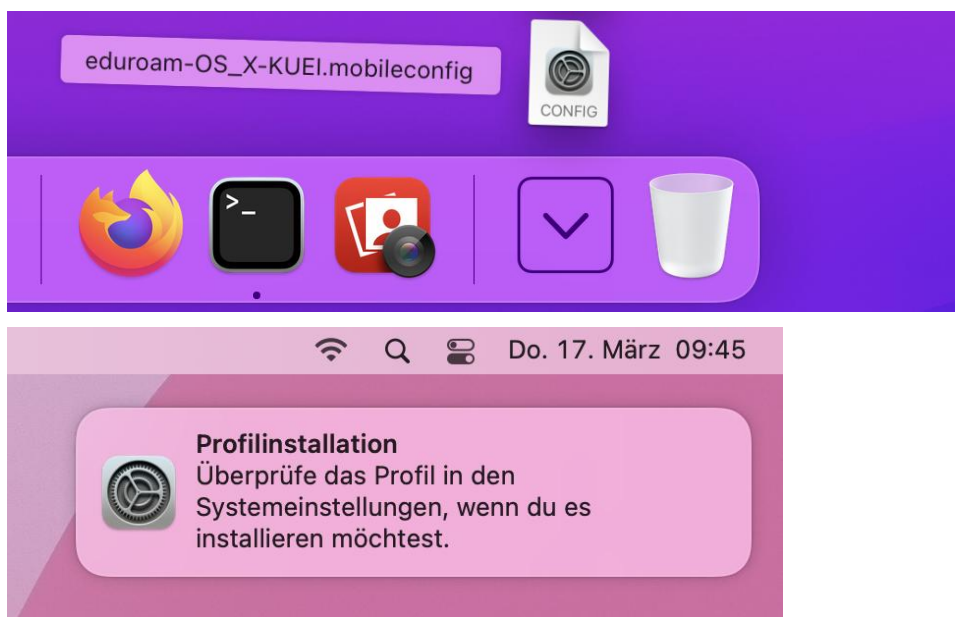 eduroam-OS_X-KUEI.mobileconfig
CONFIG
>_
Do. 17. März 09:45
Profilinstallation
Überprüfe das Profil in den
Systemeinstellungen, wenn du es
installieren möchtest.